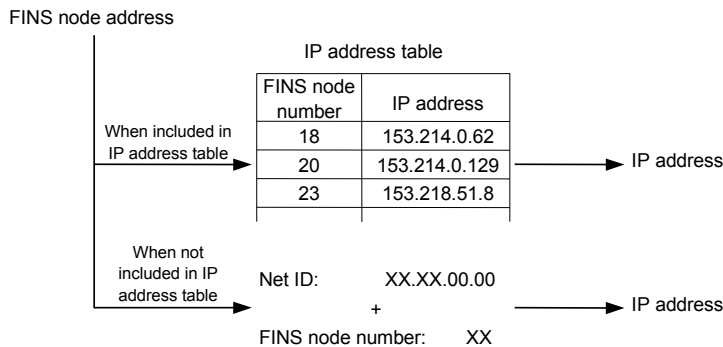 FINS node address
IP address table
FINS node
number
IP address
When included in
IP address table
18 153.214.0.62
20 153.214.0.129
23 153.218.51.8
IP address
When not
included in IP
address table
Net ID: XX.XX.00.00
+
FINS node number: XX
IP address